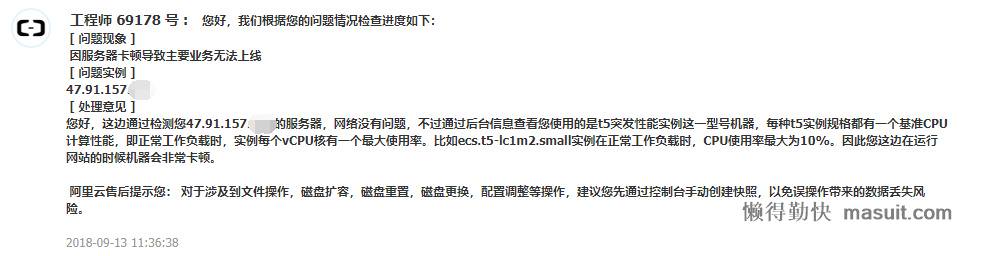 工程师 69178 号： 您好，我们根据您的问题情况检查进度如下：
[ 问题现象 ]
因服务器卡顿导致主要业务无法上线
[ 问题实例 ]
47.91.157.
[ 处理意见 ]
您好，这边通过检测您47.91.157. 的服务器，网络没有问题，不过通过后台信息查看您使用的是t5突发性能实例这一型号机器，每种t5实例规格都有一个基准CPU
计算性能，即正常工作负载时，实例每个vCPU核有一个最大使用率。比如ecs.t5-lc1m2.small实例在正常工作负载时，CPU使用率最大为10%。因此您这边在运行
网站的时候机器会非常卡顿。
阿里云售后提示您： 对于涉及到文件操作，磁盘扩容，磁盘重置，磁盘更换，配置调整等操作，建议您先通过控制台手动创建快照，以免误操作带来的数据丢失风
险。
懒得勤快 masuit.com
2018-09-13 11:36:38